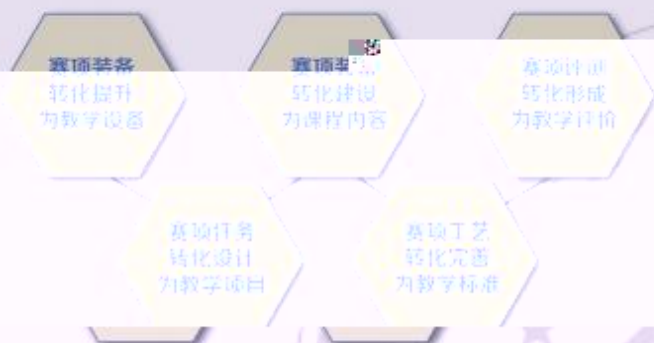 赛项装备
转化提升
为教学设备
赛项装
转化建设
为课程内容
赛项评测
转化形成
为教学评价
赛项任务
转化设计
为教学项目
赛项工艺
转化完善
为教学标准